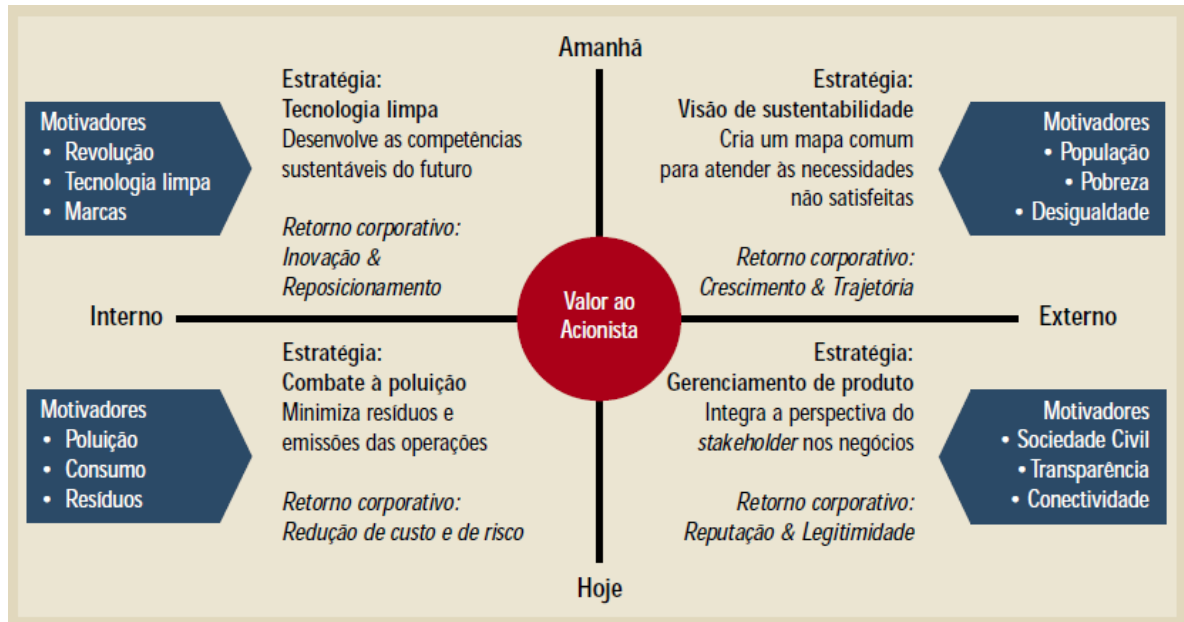 Amanhã
Motivadores
• Revolução
• Tecnologia limpa
• Marcas
Estratégia:
Tecnologia limpa
Desenvolve as competências
sustentáveis do futuro
Retorno corporativo:
Inovação &
Reposicionamento
Estratégia:
Visão de sustentabilidade
Cria um mapa comum
para atender às necessidades
não satisfeitas
Retorno corporativo:
Crescimento & Trajetória
Motivadores
• População
• Pobreza
• Desigualdade
Interno
Valor ao
Acionista
Externo
Motivadores
• Poluição
• Consumo
• Resíduos
Estratégia:
Combate à poluição
Minimiza resíduos e
emissões das operações
Retorno corporativo:
Redução de custo e de risco
Estratégia:
Gerenciamento de produto
Integra a perspectiva do
stakeholder nos negócios
Retorno corporativo:
Reputação & Legitimidade
Motivadores
• Sociedade Civil
• Transparência
• Conectividade
Hoje